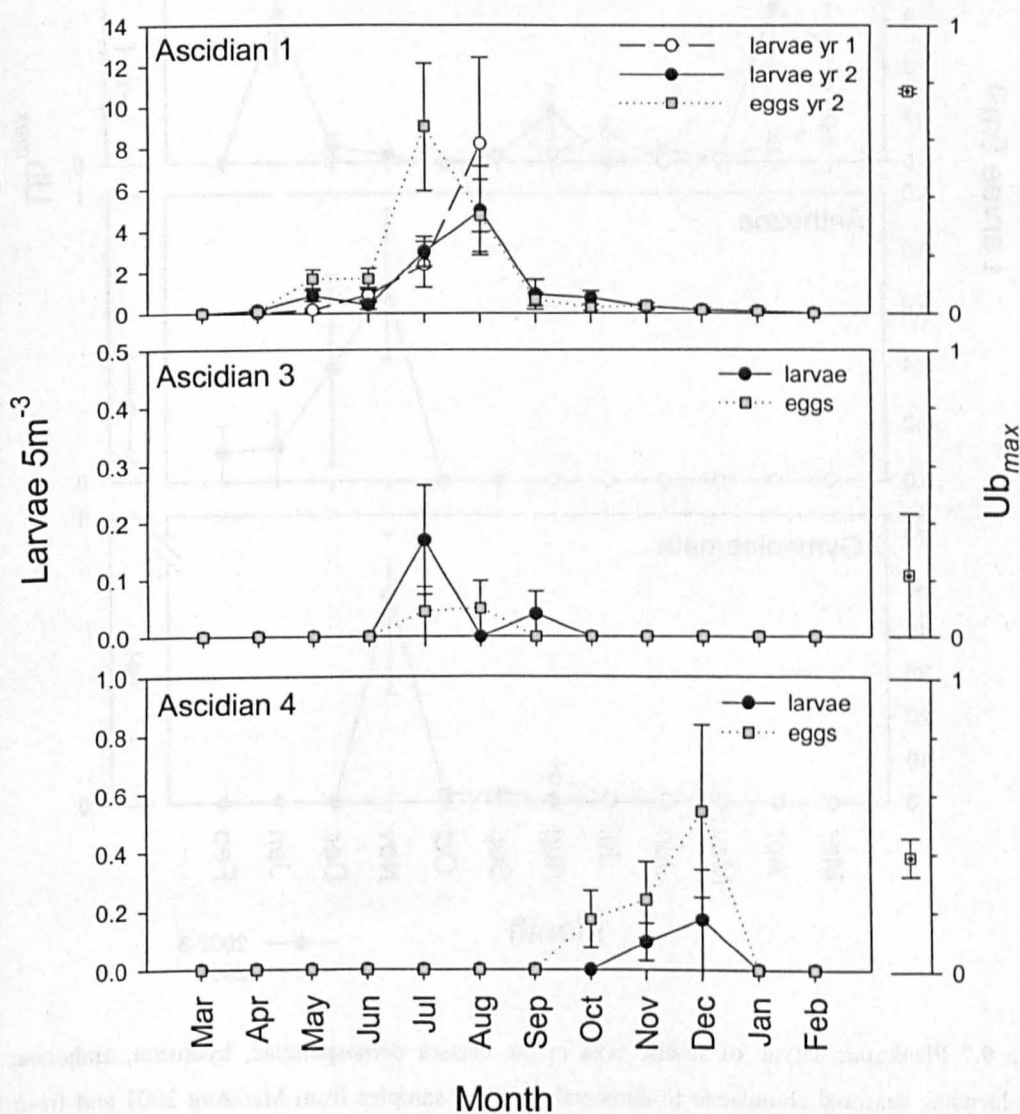 14
12
10
8
6
4
2
0
Ascidian 1
larvae yr 1
larvae yr 2
eggs yr 2
1
0
0.5
0.4
0.3
0.2
0.1
0.0
Ascidian 3
larvae
eggs
1
0
Larvae 5m-3
Ubmax
1.0
0.8
0.6
0.4
0.2
0.0
Ascidian 4
larvae
eggs
1
0
Mar Apr May Jun Jul Aug Sep Oct Nov Dec Jan Feb
Month